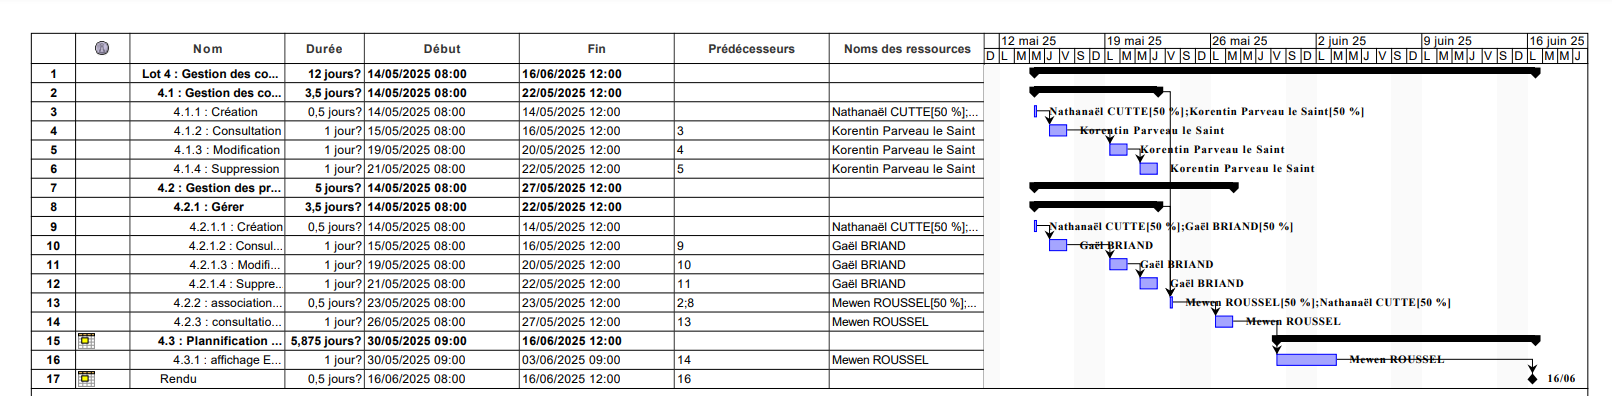 12 mai 25 19 mai 25 26 mai 25 2 juin 25 9 juin 25 16 juin 25
Nom Durée Début Fin Prédécesseurs Noms des ressources
D L M M J V S D L M M J V S D L M M J V S D L M M J V S D L M M J V S D L M M J
1 Lot 4 : Gestion des co... 12 jours? 14/05/2025 08:00 16/06/2025 12:00
2 4.1 : Gestion des co... 3,5 jours? 14/05/2025 08:00 22/05/2025 12:00
3 4.1.1 : Création 0,5 jours? 14/05/2025 08:00 14/05/2025 12:00 Nathanaël CUTTE[50 %];... Nathanaël CUTTE[50 %];Korentin Parveau le Saint[50 %]
4 4.1.2 : Consultation 1 jour? 15/05/2025 08:00 16/05/2025 12:00 3 Korentin Parveau le Saint Korentin Parveau le Saint
5 4.1.3 : Modification 1 jour? 19/05/2025 08:00 20/05/2025 12:00 4 Korentin Parveau le Saint Korentin Parveau le Saint
6 4.1.4 : Suppression 1 jour? 21/05/2025 08:00 22/05/2025 12:00 5 Korentin Parveau le Saint Korentin Parveau le Saint
7 4.2 : Gestion des pr... 5 jours? 14/05/2025 08:00 27/05/2025 12:00
8 4.2.1 : Gérer 3,5 jours? 14/05/2025 08:00 22/05/2025 12:00
9 4.2.1.1 : Création 0,5 jours? 14/05/2025 08:00 14/05/2025 12:00 Nathanaël CUTTE[50 %];... Nathanaël CUTTE[50 %];Gaël BRIAND[50 %]
10 4.2.1.2 : Consul... 1 jour? 15/05/2025 08:00 16/05/2025 12:00 9 Gaël BRIAND Gaël BRIAND
11 4.2.1.3 : Modifi... 1 jour? 19/05/2025 08:00 20/05/2025 12:00 10 Gaël BRIAND Gaël BRIAND
12 4.2.1.4 : Suppre... 1 jour? 21/05/2025 08:00 22/05/2025 12:00 11 Gaël BRIAND Gaël BRIAND
13 4.2.2 : association... 0,5 jours? 23/05/2025 08:00 23/05/2025 12:00 2;8 Mewen ROUSSEL[50 %];... Mewen ROUSSEL[50 %];Nathanaël CUTTE[50 %]
14 4.2.3 : consultatio... 1 jour? 26/05/2025 08:00 27/05/2025 12:00 13 Mewen ROUSSEL Mewen ROUSSEL
15 4.3 : Plannification ... 5,875 jours? 30/05/2025 09:00 16/06/2025 12:00
16 4.3.1 : affichage E... 1 jour? 30/05/2025 09:00 03/06/2025 09:00 14 Mewen ROUSSEL Mewen ROUSSEL
17 Rendu 0,5 jours? 16/06/2025 08:00 16/06/2025 12:00 16 16/06